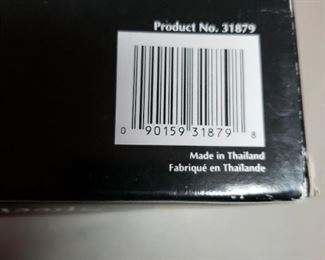 Product No. 31879
0 90159 31879 8
Made in Thailand
Fabriqué en Thaïlande